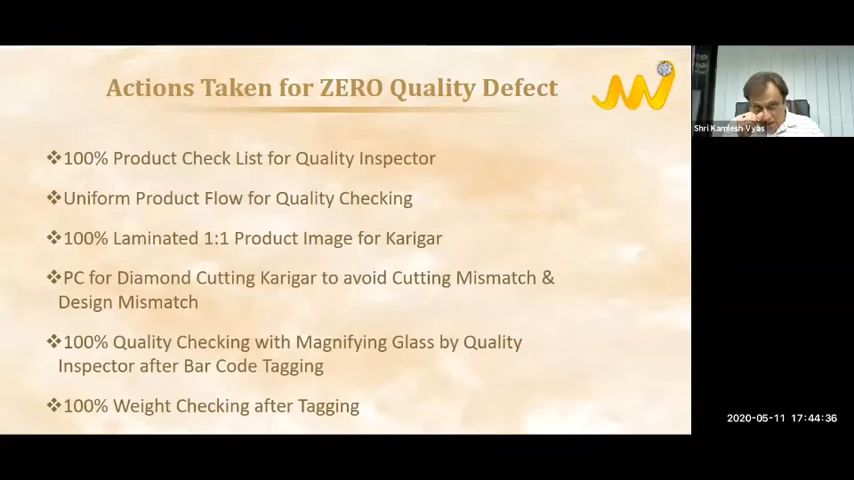 Actions Taken for ZERO Quality Defect
❖100% Product Check List for Quality Inspector
❖Uniform Product Flow for Quality Checking
❖100% Laminated 1:1 Product Image for Karigar
❖PC for Diamond Cutting Karigar to avoid Cutting Mismatch &
Design Mismatch
❖100% Quality Checking with Magnifying Glass by Quality
Inspector after Bar Code Tagging
❖100% Weight Checking after Tagging
Shri Kamlesh Vyas
2020-05-11 17:44:36